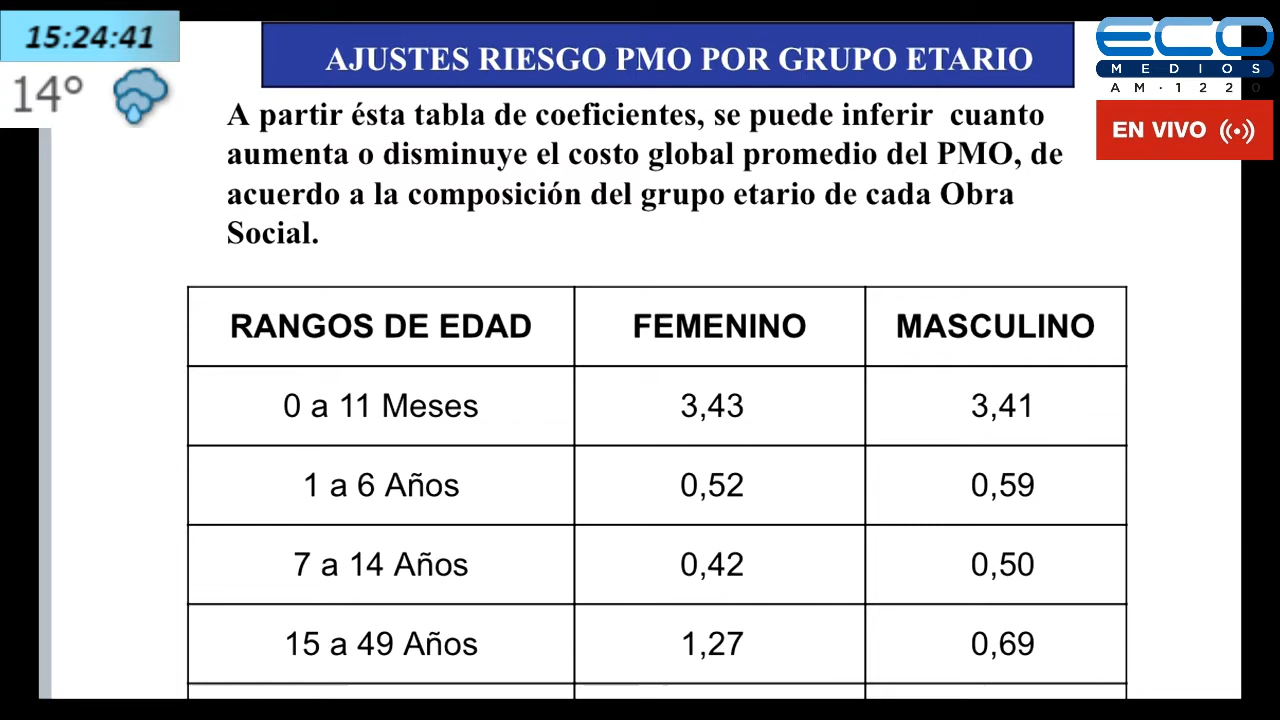 15:24:41
14°
AJUSTES RIESGO PMO POR GRUPO ETARIO
ECO
MEDIOS
AM·1220
EN VIVO
A partir ésta tabla de coeficientes, se puede inferir cuanto
aumenta o disminuye el costo global promedio del PMO, de
acuerdo a la composición del grupo etario de cada Obra
Social.
RANGOS DE EDAD FEMENINO MASCULINO
0 a 11 Meses 3,43 3,41
1 a 6 Años 0,52 0,59
7 a 14 Años 0,42 0,50
15 a 49 Años 1,27 0,69